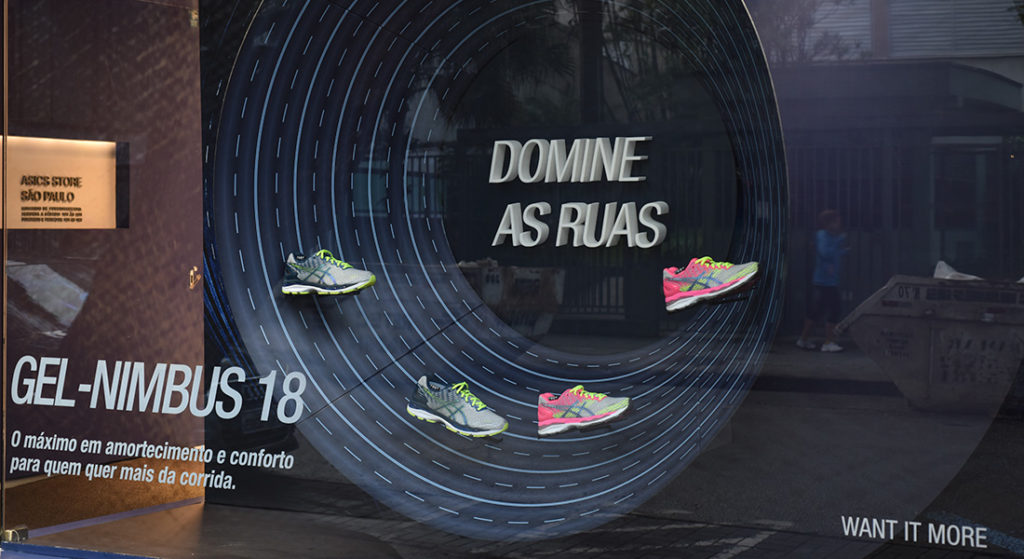 DOMINE
AS RUAS
ASICS STORE
SÃO PAULO
GEL-NIMBUS 18
O máximo em amortecimento e conforto
para quem quer mais da corrida.
WANT IT MORE